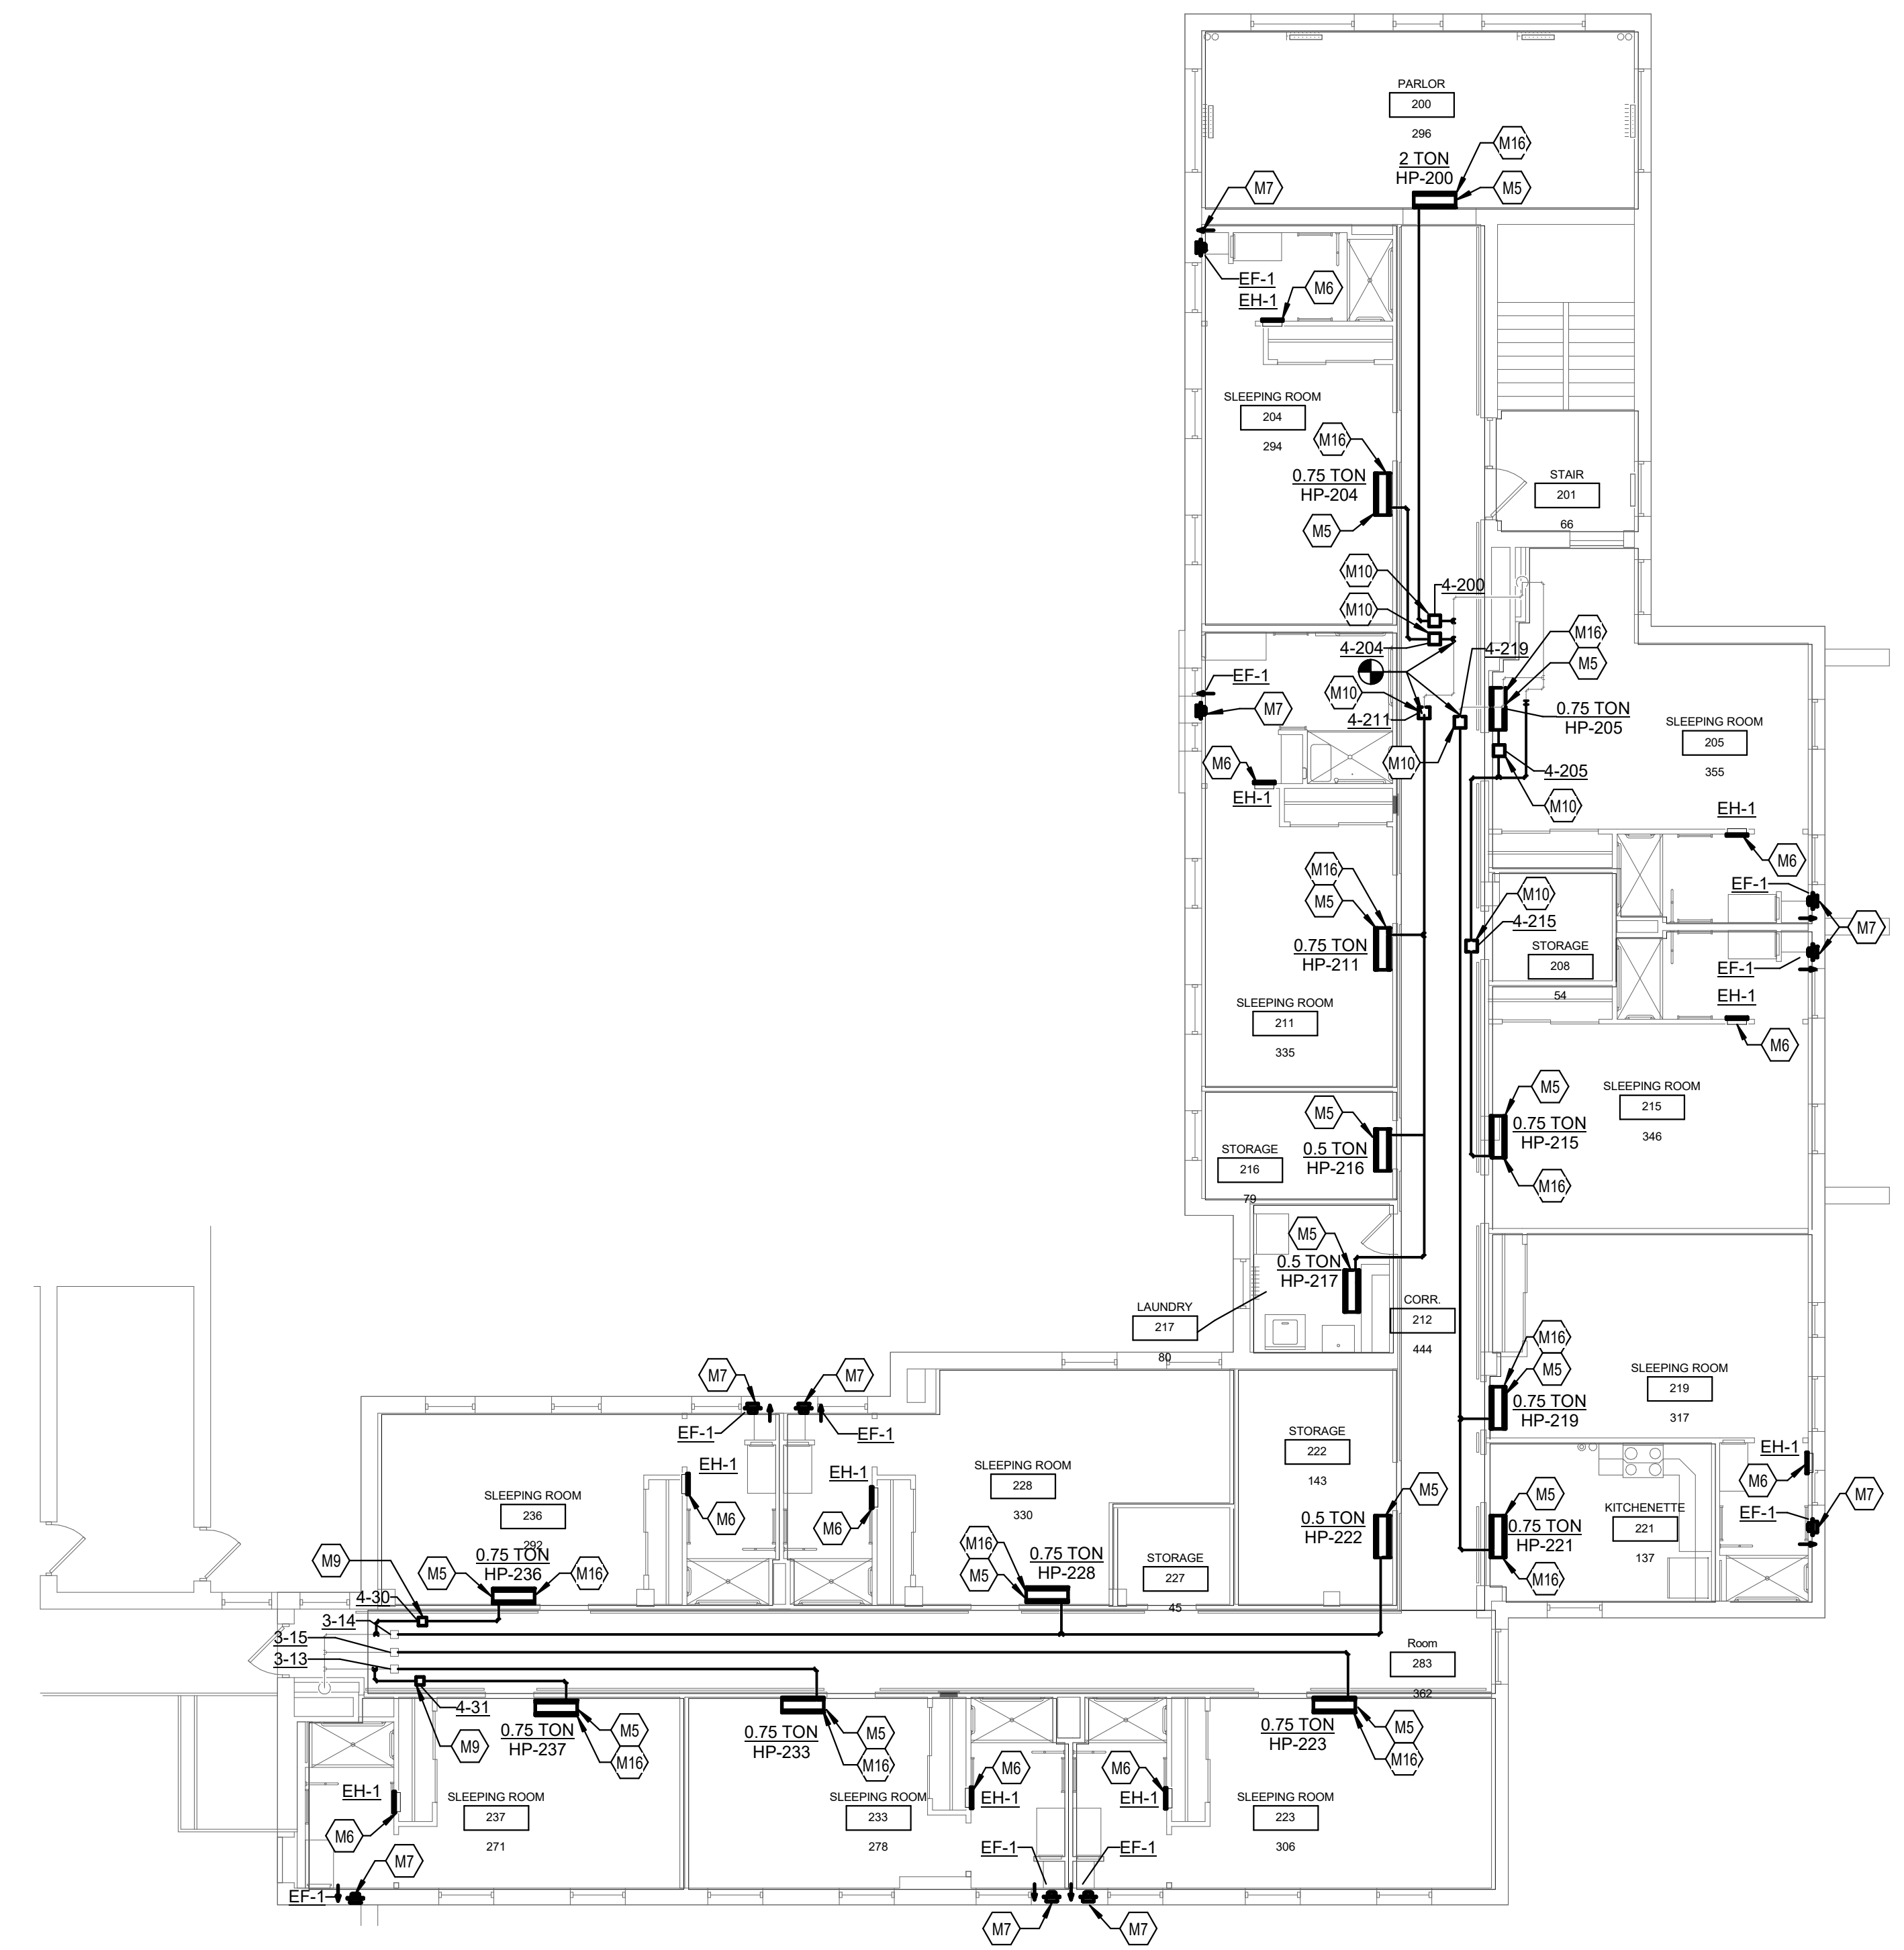 PARLOR
200
296
2 TON
HP-200
M16
M5
M7
EF-1
EH-1
M6
SLEEPING ROOM
204
294
M16
0.75 TON
HP-204
M5
STAIR
201
66
M10
4-200
M10
4-204
4-219
M16
M5
0.75 TON
HP-205
EF-1
M7
M10
4-211
M10
SLEEPING ROOM
205
355
4-205
M10
M6
EH-1
EH-1
M6
EF-1
M7
M16
M5
0.75 TON
HP-211
M10
4-215
STORAGE
208
54
EF-1
EH-1
M6
SLEEPING ROOM
211
335
SLEEPING ROOM
215
346
M5
0.75 TON
HP-215
M16
M5
0.5 TON
HP-216
STORAGE
216
79
M5
0.5 TON
HP-217
LAUNDRY
217
80
CORR.
212
444
M16
M5
0.75 TON
HP-219
SLEEPING ROOM
219
317
M7
M7
EF-1
EF-1
EH-1
EH-1
M6
M6
SLEEPING ROOM
236
292
SLEEPING ROOM
228
330
STORAGE
222
143
M5
0.5 TON
HP-222
EH-1
M6
EF-1
M7
M5
0.75 TON
HP-221
M16
KITCHENETTE
221
137
M9
M5
0.75 TON
HP-236
M16
M16
M5
0.75 TON
HP-228
STORAGE
227
45
4-30
3-14
3-15
3-13
Room
283
362
4-31
M9
0.75 TON
HP-237
M5
M16
0.75 TON
HP-233
M5
M16
0.75 TON
HP-223
M5
M16
EH-1
M6
SLEEPING ROOM
237
271
SLEEPING ROOM
233
278
M6
EH-1
M6
EH-1
SLEEPING ROOM
223
306
M7
EF-1
EF-1
EF-1
M7
M7